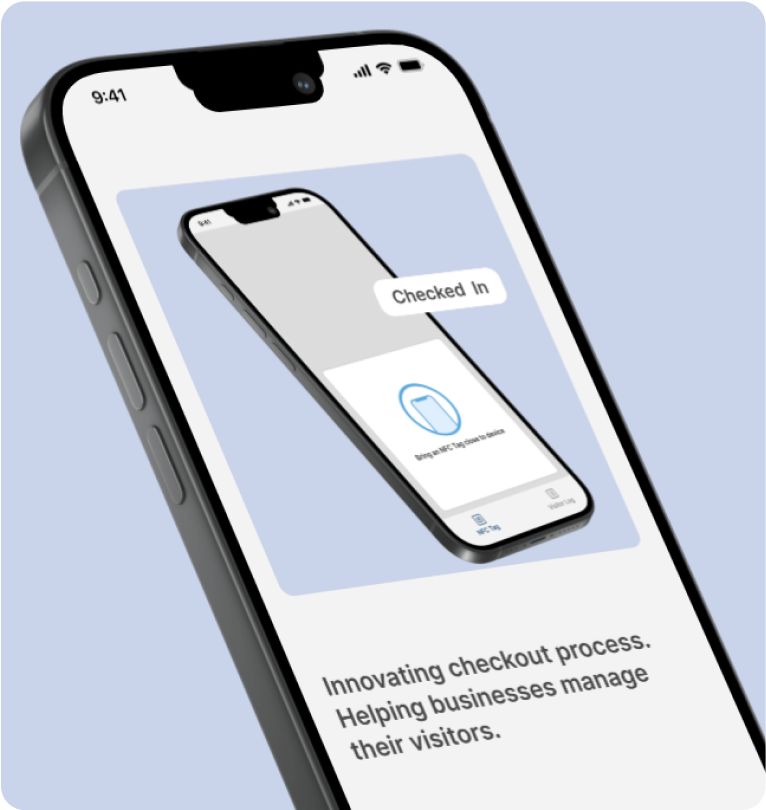 9:41
9:41
Checked In
Bring an NFC Tag close to device
NFC Tag
Visitor Log
Innovating checkout process.
Helping businesses manage
their visitors.